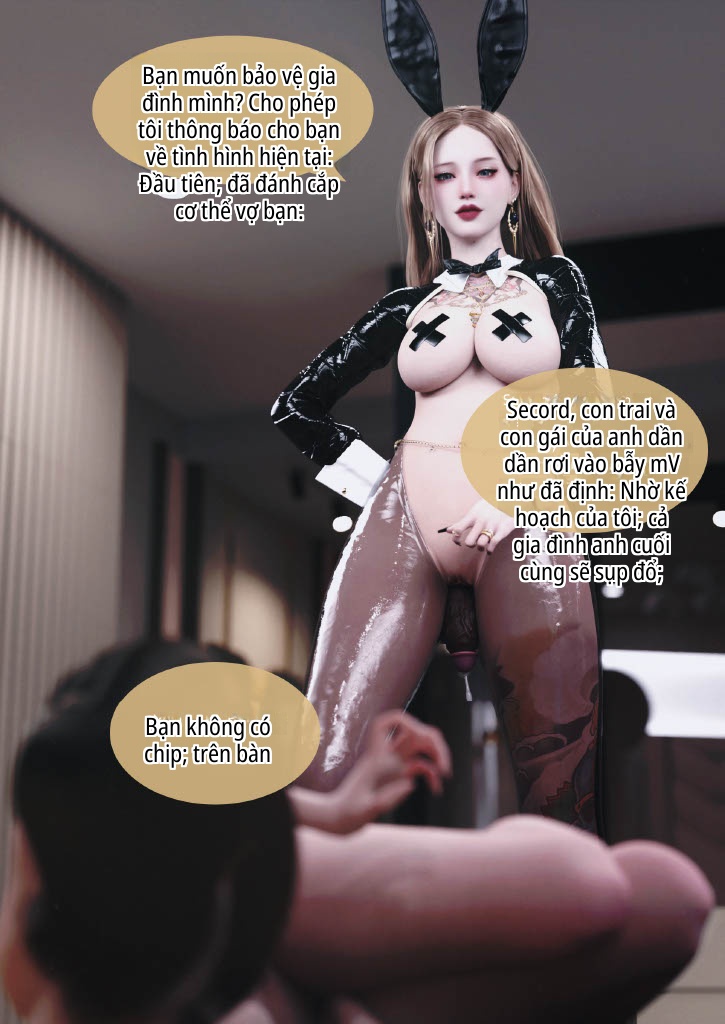 Bạn muốn bảo vệ gia
đình mình? Cho phép
tôi thông báo cho bạn
về tình hình hiện tại:
Đầu tiên; đã đánh cắp
cơ thể vợ bạn:
Secord, con trai và
con gái của anh dần
dần rơi vào bẫy mV
như đã định: Nhờ kế
hoạch của tôi; cả
gia đình anh cuối
cùng sẽ sụp đổ;
Bạn không có
chip; trên bàn